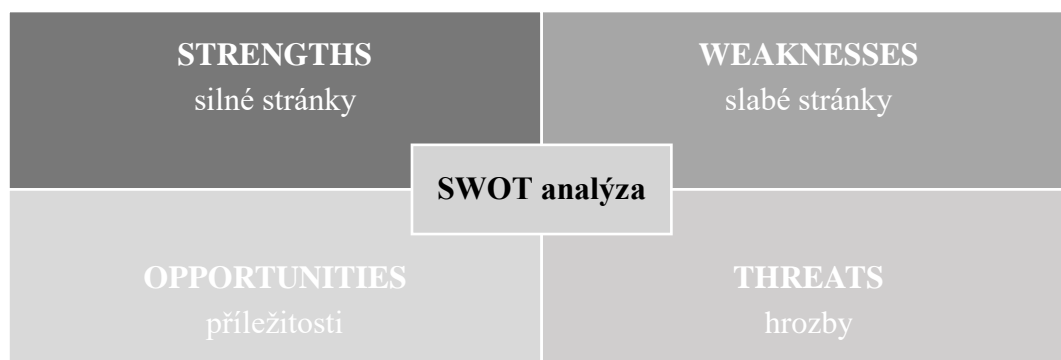 STRENGTHS
silné stránky
WEAKNESSES
slabé stránky
SWOT analýza
OPPORTUNITIES
příležitosti
THREATS
hrozby